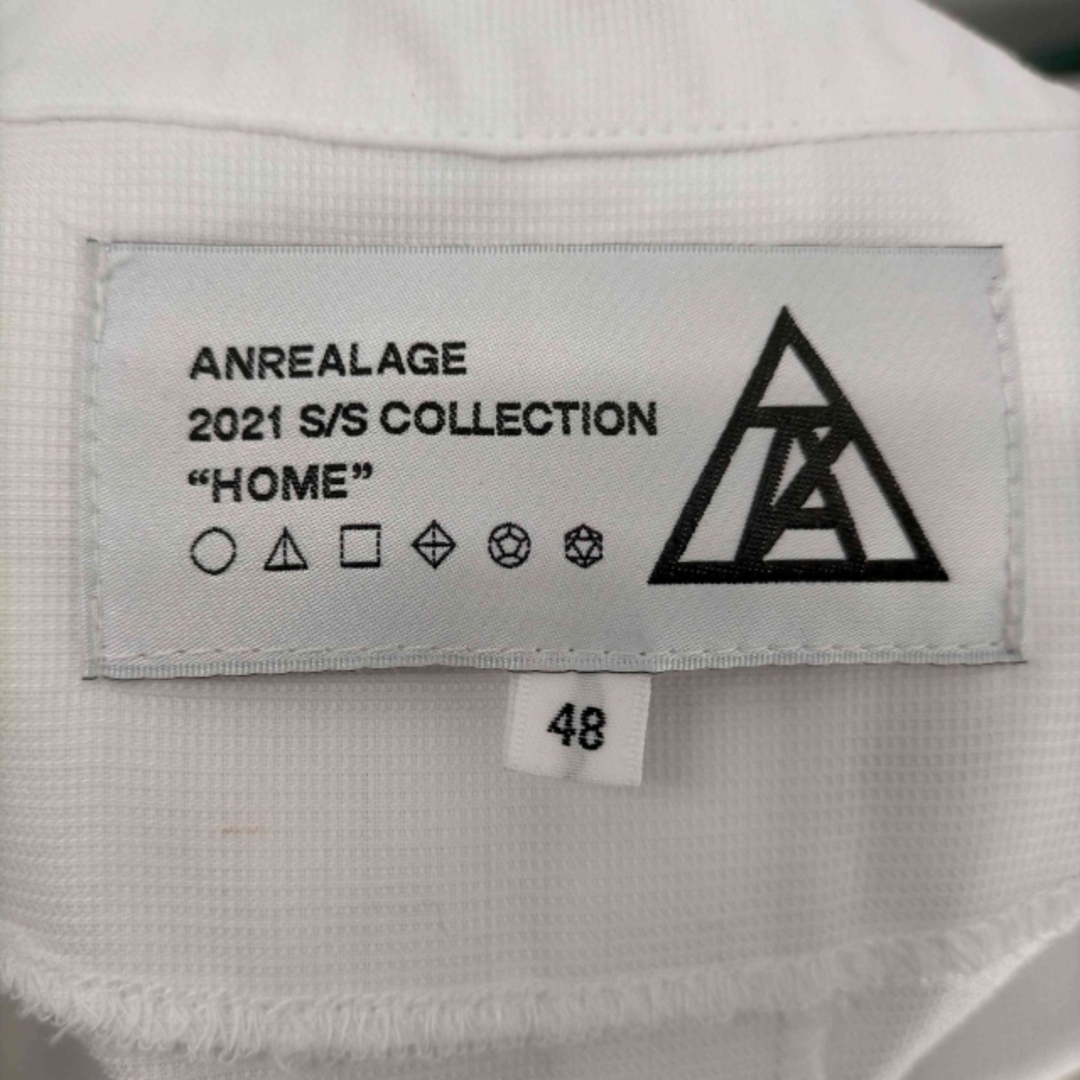 ANREALAGE
2021 S/S COLLECTION
“HOME”
48